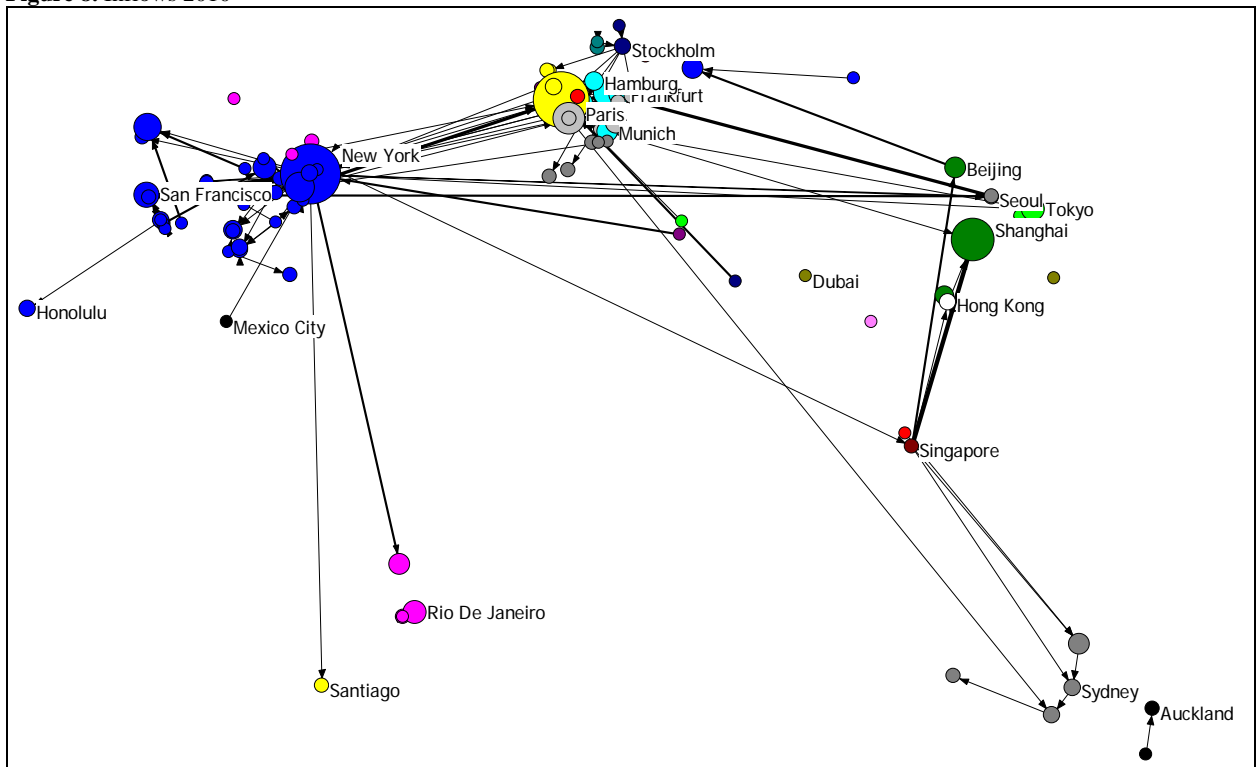 Stockholm
Hamburg
Frankfurt
Paris
Munich
New York
Beijing
San Francisco
Seoul
Tokyo
Shanghai
Dubai
Hong Kong
Honolulu
Mexico City
Singapore
Rio De Janeiro
Santiago
Sydney
Auckland